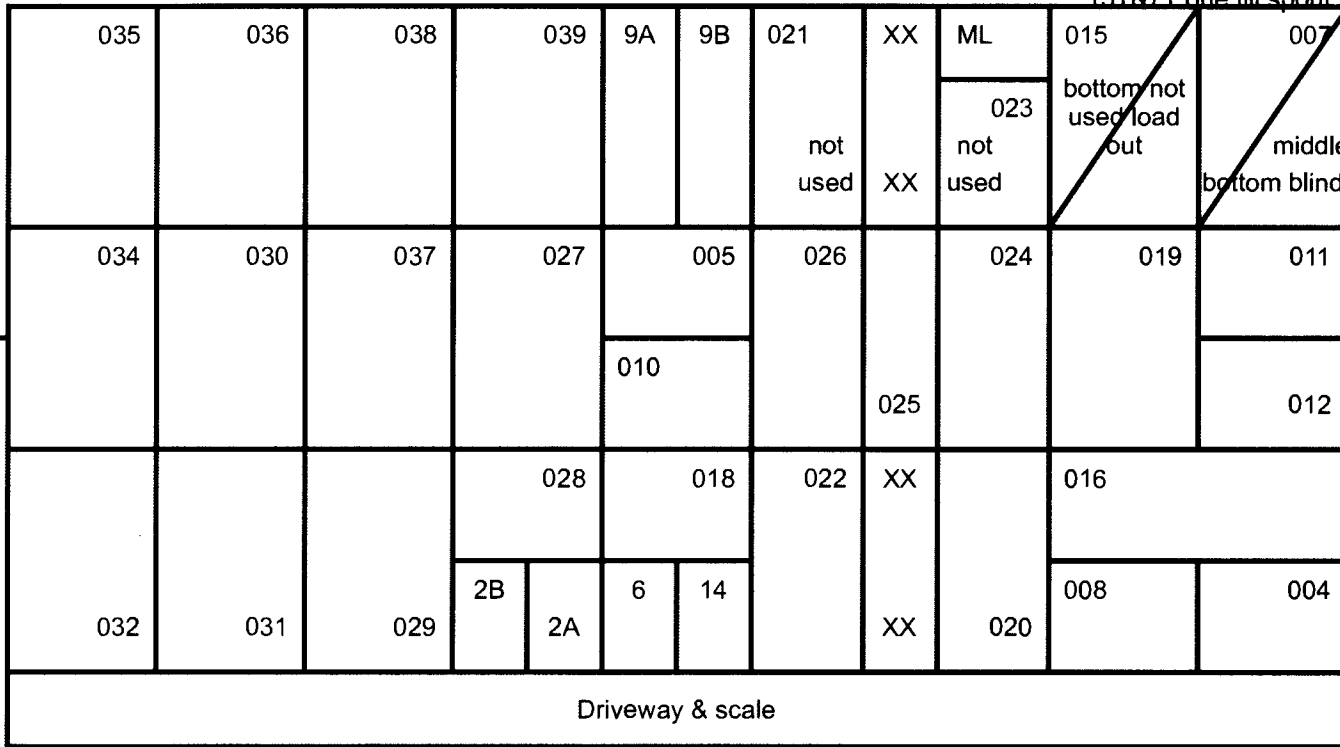 035 036 038 039 9A 9B 021 XX ML 015 007
bottom not
023 used load
not not out middle
used XX used bottom blind
034 030 037 027 005 026 024 019 011
010
025 012
028 018 022 XX 016
2B 6 14 008 004
032 031 029 2A XX 020
Driveway & scale